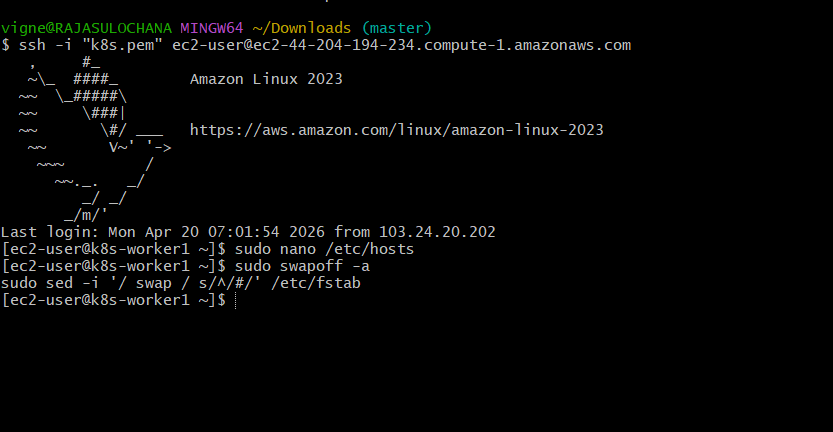 vigne@RAJASULOCHANA MINGW64 ~/Downloads (master)
$ ssh -i "k8s.pem" ec2-user@ec2-44-204-194-234.compute-1.amazonaws.com
   ,     #_
   ~\_  ####_        Amazon Linux 2023
  ~~  \_#####\
  ~~     \###|
  ~~       \#/ ___   https://aws.amazon.com/linux/amazon-linux-2023
   ~~       V~' '->
    ~~~         /
      ~~._.   _/
         _/ _/
       _/m/'
Last login: Mon Apr 20 07:01:54 2026 from 103.24.20.202
[ec2-user@k8s-worker1 ~]$ sudo nano /etc/hosts
[ec2-user@k8s-worker1 ~]$ sudo swapoff -a
sudo sed -i '/ swap / s/^/#/' /etc/fstab
[ec2-user@k8s-worker1 ~]$